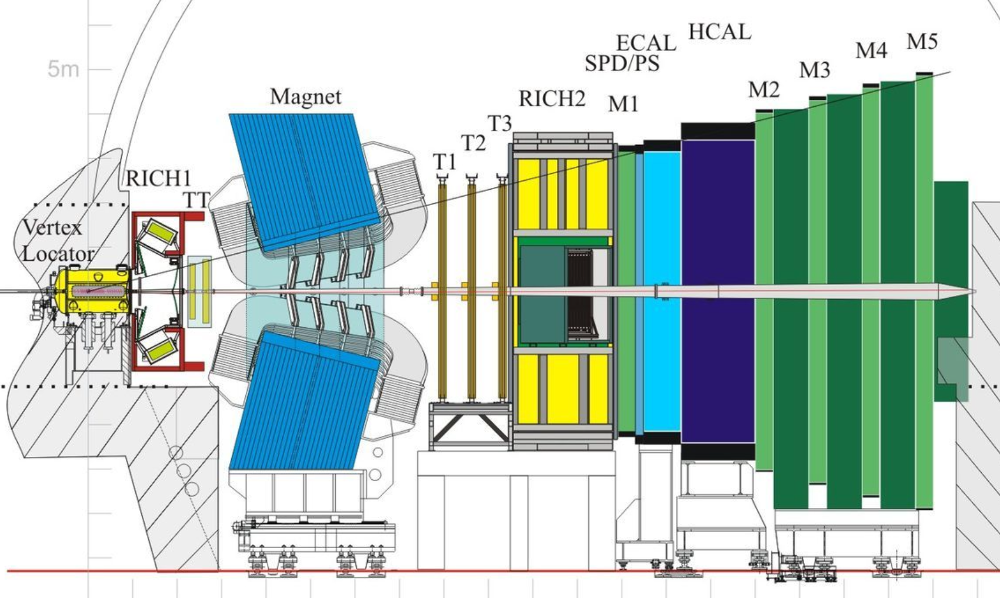 HCAL
ECAL
M5
SPD/PS
M4
5m
M3
M2
Magnet
RICH2
M1
T3
T2
T1
RICH1
TT
Vertex
Locator